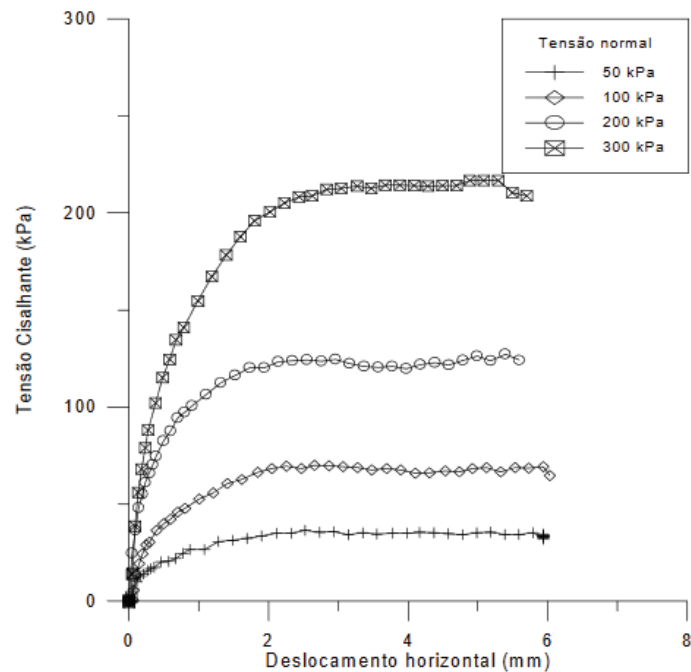 300
200
100
0
Tensão Cisalhante (kPa)
Tensão normal
50 kPa
100 kPa
200 kPa
300 kPa
0
2
4
6
8
Deslocamento horizontal (mm)